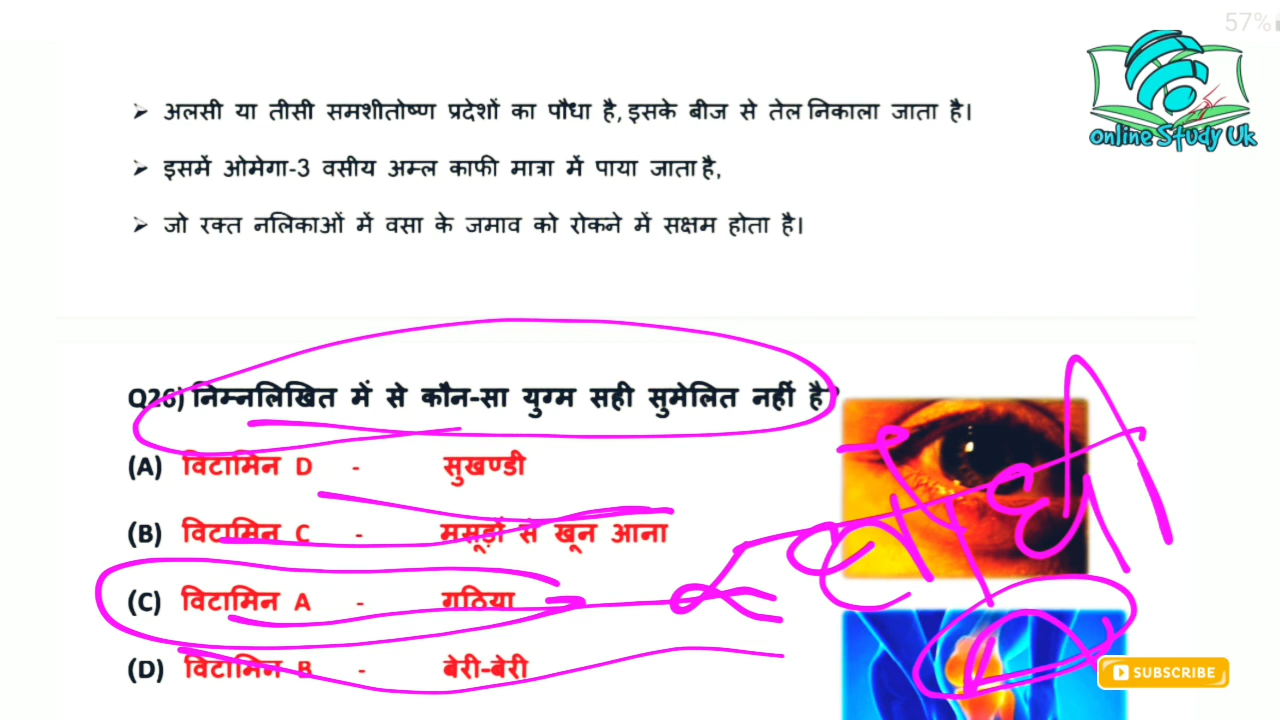 57%
Online Study Uk
➢ अलसी या तीसी समशीतोष्ण प्रदेशों का पौधा है, इसके बीज से तेल निकाला जाता है।
➢ इसमें ओमेगा-3 वसीय अम्ल काफी मात्रा में पाया जाता है,
➢ जो रक्त नलिकाओं में वसा के जमाव को रोकने में सक्षम होता है।
Q26) निम्नलिखित में से कौन-सा युग्म सही सुमेलित नहीं है?
(A) विटामिन D - सुखण्डी
(B) विटामिन C - मसूड़ों से खून आना
(C) विटामिन A - गठिया
(D) विटामिन B - बेरी-बेरी
SUBSCRIBE